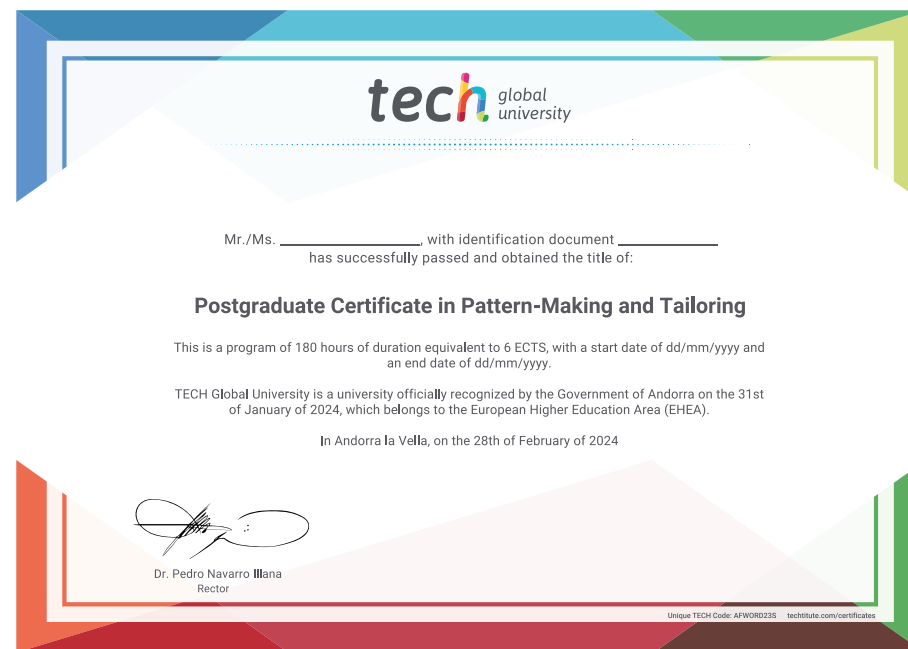 tech global university
Mr./Ms. ____________________, with identification document ______________
has successfully passed and obtained the title of:
Postgraduate Certificate in Pattern-Making and Tailoring
This is a program of 180 hours of duration equivalent to 6 ECTS, with a start date of dd/mm/yyyy and
an end date of dd/mm/yyyy.
TECH Global University is a university officially recognized by the Government of Andorra on the 31st
of January of 2024, which belongs to the European Higher Education Area (EHEA).
In Andorra la Vella, on the 28th of February of 2024
Dr. Pedro Navarro Illana
Rector
Unique TECH Code: AFWORD23S techtitute.com/certificates